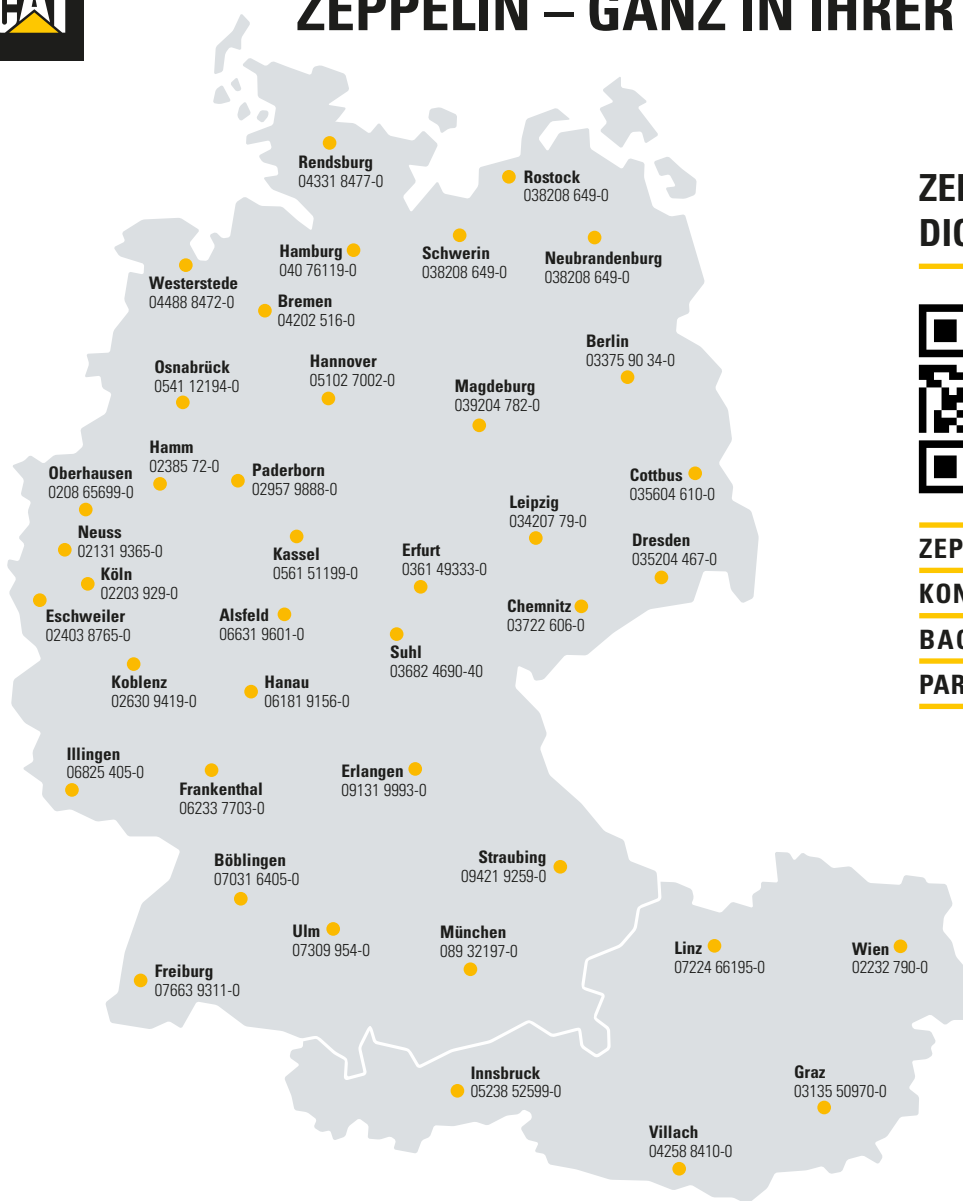 ZEPPELIN – GANZ IN IHRER
Rendsburg
04331 8477-0
Rostock
038208 649-0
Hamburg
040 76119-0
Schwerin
038208 649-0
Neubrandenburg
038208 649-0
Westerstede
04488 8472-0
Bremen
04202 516-0
Berlin
03375 90 34-0
Osnabrück
0541 12194-0
Hannover
05102 7002-0
Magdeburg
039204 782-0
Hamm
02385 72-0
Oberhausen
0208 65699-0
Paderborn
02957 9888-0
Cottbus
035604 610-0
Leipzig
034207 79-0
Neuss
02131 9365-0
Kassel
0561 51199-0
Erfurt
0361 49333-0
Dresden
035204 467-0
Köln
02203 929-0
Eschweiler
02403 8765-0
Alsfeld
06631 9601-0
Chemnitz
03722 606-0
Suhl
03682 4690-40
Koblenz
02630 9419-0
Hanau
06181 9156-0
Illingen
06825 405-0
Frankenthal
06233 7703-0
Erlangen
09131 9993-0
Böblingen
07031 6405-0
Straubing
09421 9259-0
Ulm
07309 954-0
München
089 32197-0
Linz
07224 66195-0
Wien
02232 790-0
Freiburg
07663 9311-0
Innsbruck
05238 52599-0
Graz
03135 50970-0
Villach
04258 8410-0